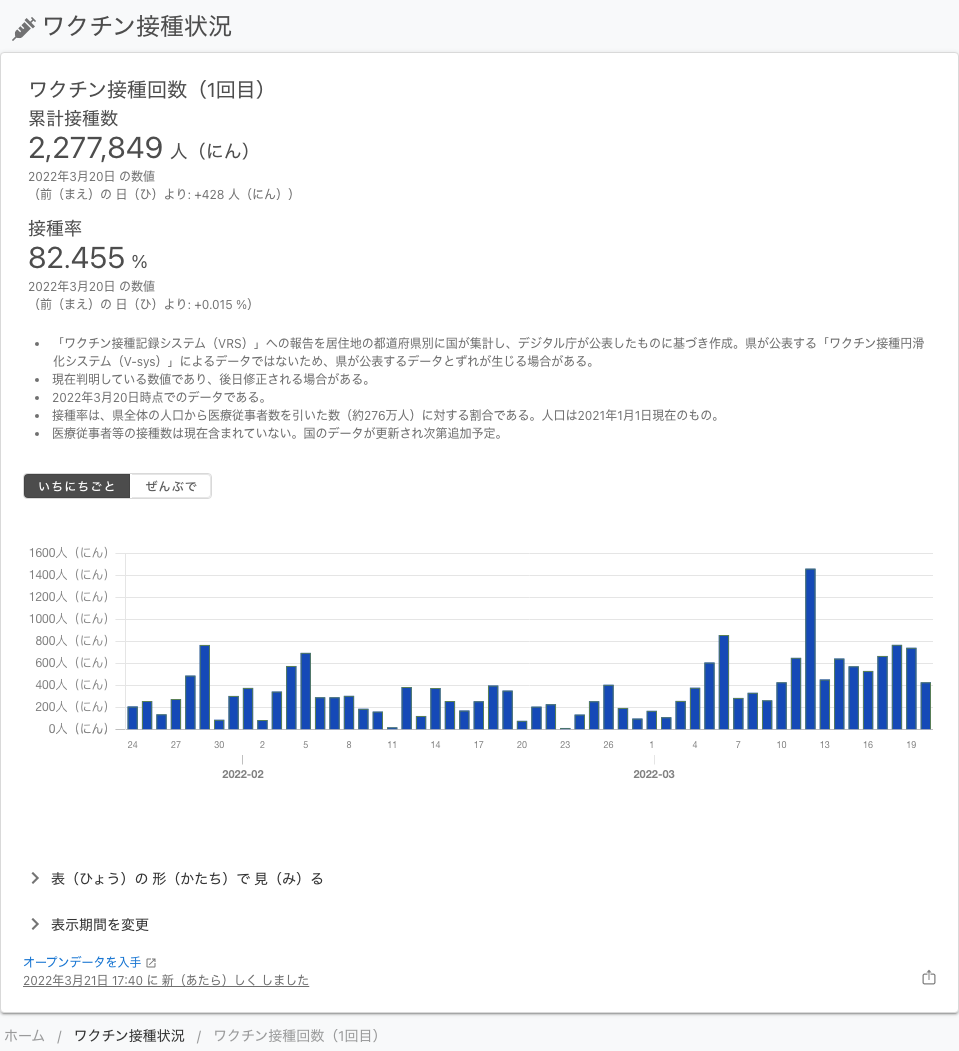 ワクチン接種状況
ワクチン接種回数（1回目）
累計接種数
2,277,849 人（にん）
2022年3月20日 の数値
（前（まえ）の 日（ひ）より: +428 人（にん））
接種率
82.455 %
2022年3月20日 の数値
（前（まえ）の 日（ひ）より: +0.015 %）
• 「ワクチン接種記録システム（VRS）」への報告を居住地の都道府県別に国が集計し、デジタル庁が公表したものに基づき作成。県が公表する「ワクチン接種円滑
化システム（V-sys）」によるデータではないため、県が公表するデータとずれが生じる場合がある。
• 現在判明している数値であり、後日修正される場合がある。
• 2022年3月20日時点でのデータである。
• 接種率は、県全体の人口から医療従事者数を引いた数（約276万人）に対する割合である。人口は2021年1月1日現在のもの。
• 医療従事者等の接種数は現在含まれていない。国のデータが更新され次第追加予定。
いちにちごと ぜんぶで
1600人（にん）
1400人（にん）
1200人（にん）
1000人（にん）
800人（にん）
600人（にん）
400人（にん）
200人（にん）
0人（にん）
24 27 30 2 5 8 11 14 17 20 23 26 1 4 7 10 13 16 19
2022-02 2022-03
表（ひょう）の 形（かたち）で 見（み）る
表示期間を変更
オープンデータを入手
2022年3月21日 17:40 に 新（あたら）しく しました
ホーム / ワクチン接種状況 / ワクチン接種回数（1回目）